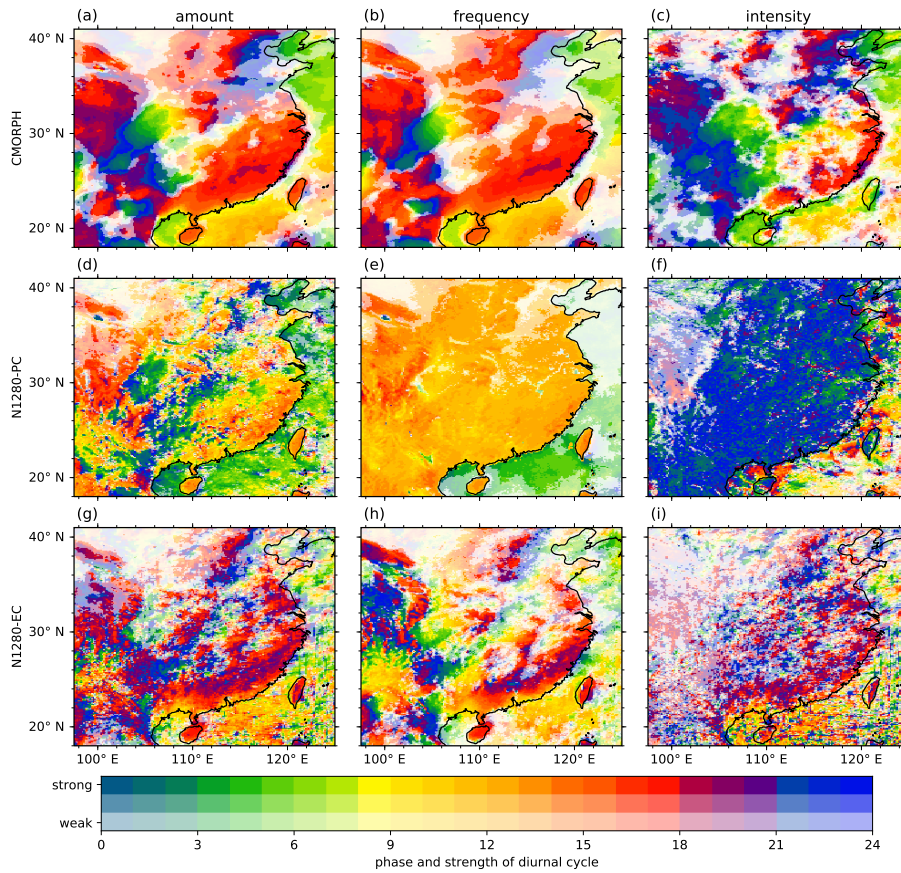 (a) amount (b) frequency (c) intensity
40° N
30° N
20° N
CMORPH
(d) (e) (f)
40° N
30° N
20° N
N1280-PC
(g) (h) (i)
40° N
30° N
20° N
N1280-EC
100° E 110° E 120° E 100° E 110° E 120° E 100° E 110° E 120° E
strong
weak
0 3 6 9 12 15 18 21 24
phase and strength of diurnal cycle